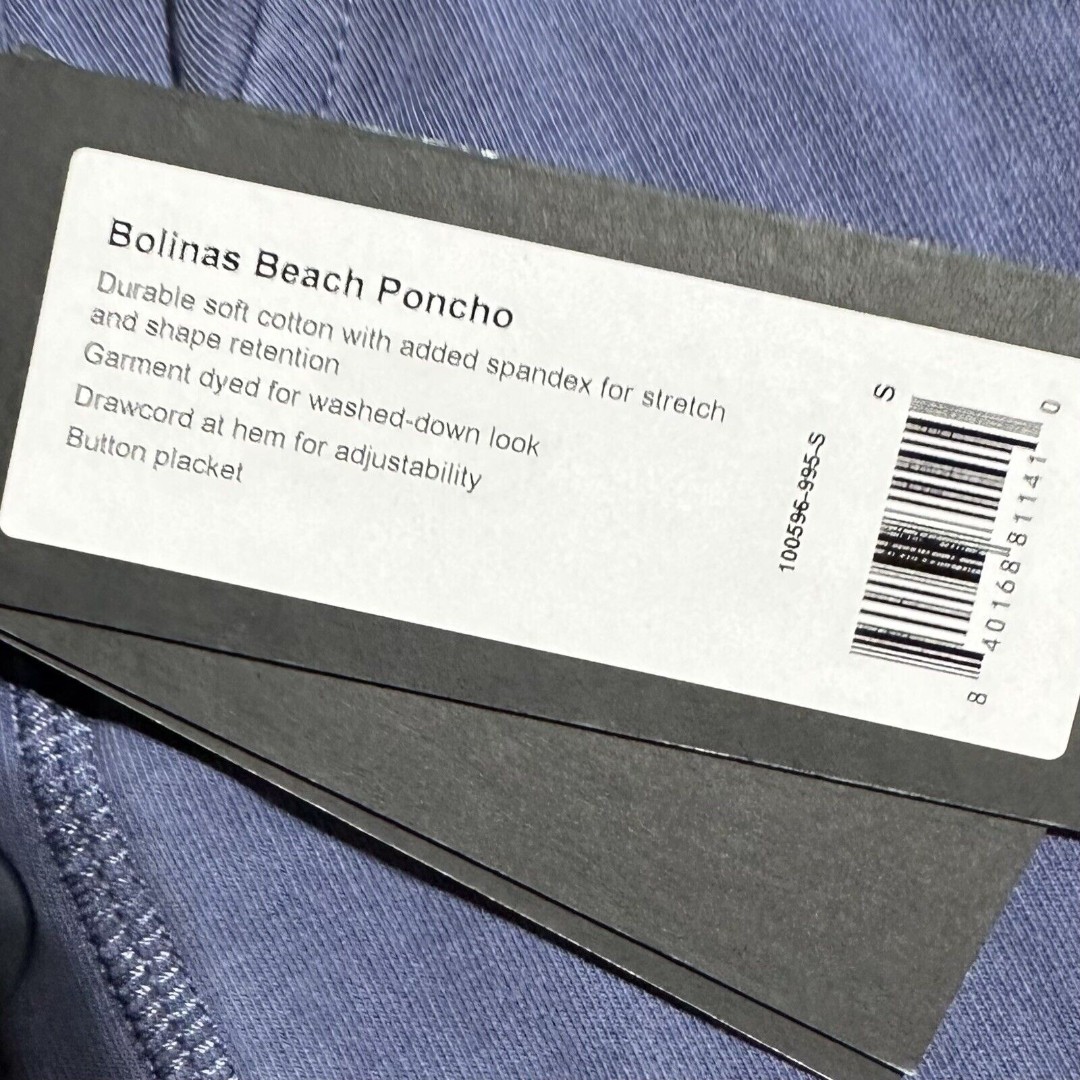 Bolinas Beach Poncho
Durable soft cotton with added spandex for stretch
and shape retention
Garment dyed for washed-down look
Drawcord at hem for adjustability
Button placket
100596-995-S
S
8 40168 81141 0